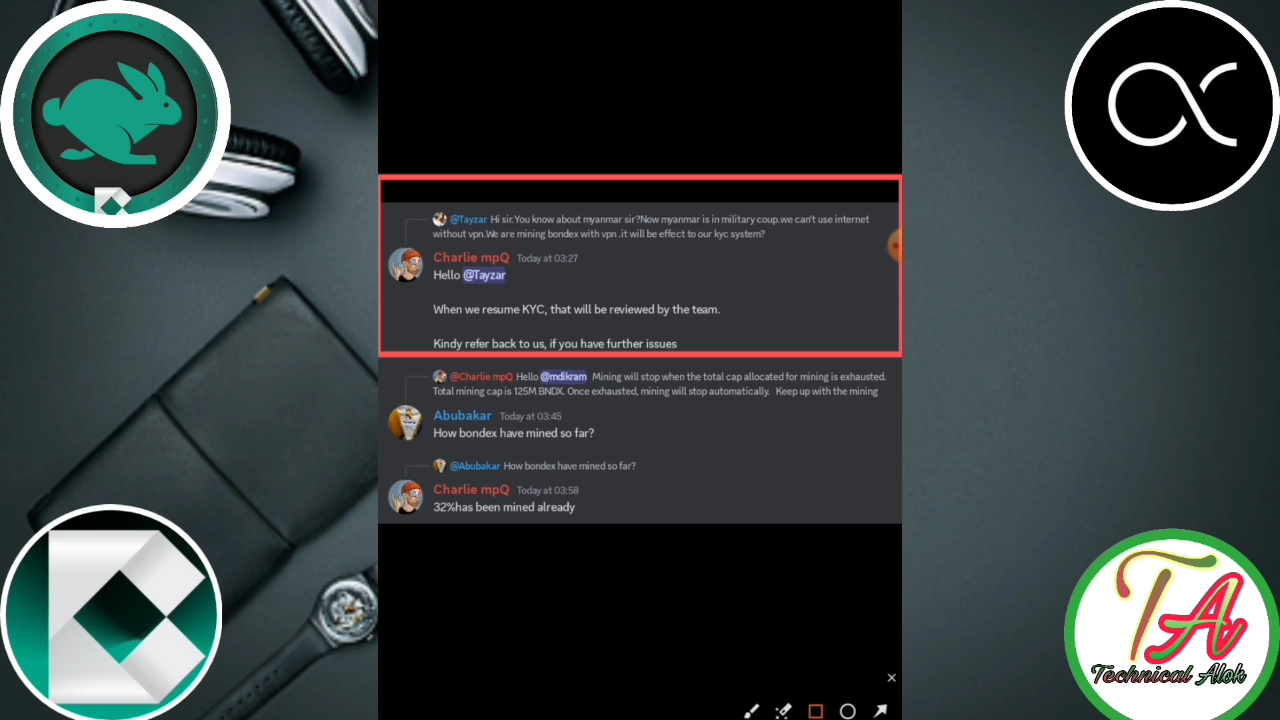 @Tayzar Hi sir.You know about myanmar sir?Now myanmar is in military coup.we can't use internet
without vpn.We are mining bondex with vpn .it will be effect to our kyc system?
Charlie mpQ Today at 03:27
Hello @Tayzar
When we resume KYC, that will be reviewed by the team.
Kindy refer back to us, if you have further issues
@Charlie mpQ Hello @mdikram Mining will stop when the total cap allocated for mining is exhausted.
Total mining cap is 125M BNDX. Once exhausted, mining will stop automatically. Keep up with the mining
Abubakar Today at 03:45
How bondex have mined so far?
@Abubakar How bondex have mined so far?
Charlie mpQ Today at 03:58
32%has been mined already
TA
Technical Alok